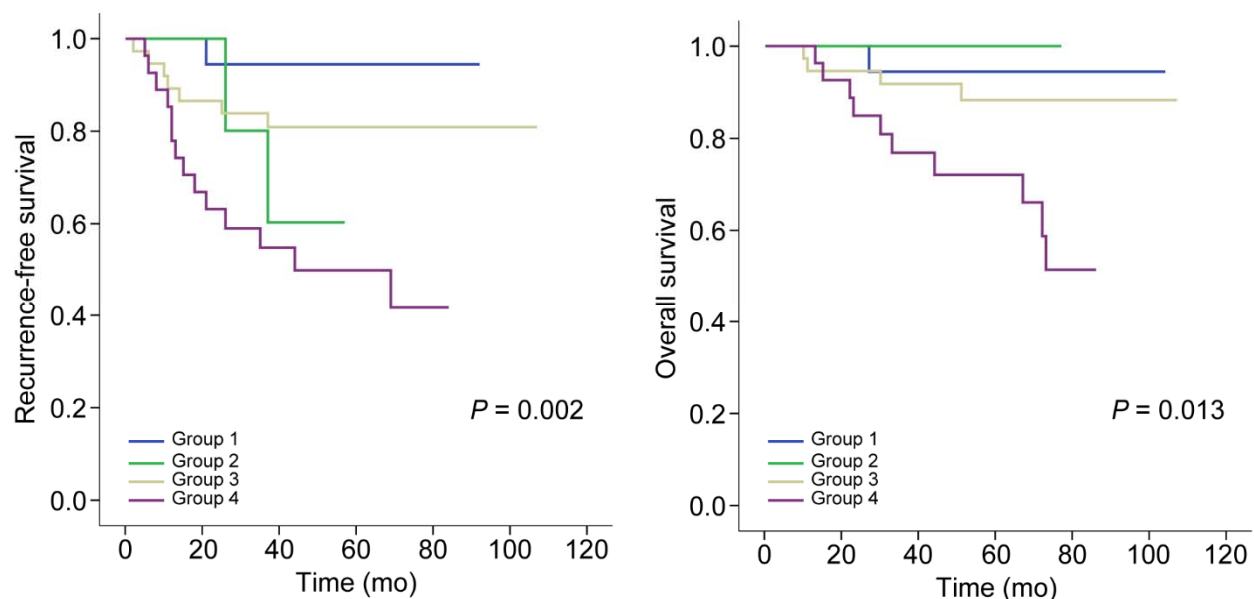 Recurrence-free survival
1.0
0.8
0.6
0.4
0.2
0.0
P = 0.002
Group 1
Group 2
Group 3
Group 4
0 20 40 60 80 100 120
Time (mo)
Overall survival
1.0
0.8
0.6
0.4
0.2
0.0
P = 0.013
Group 1
Group 2
Group 3
Group 4
0 20 40 60 80 100 120
Time (mo)